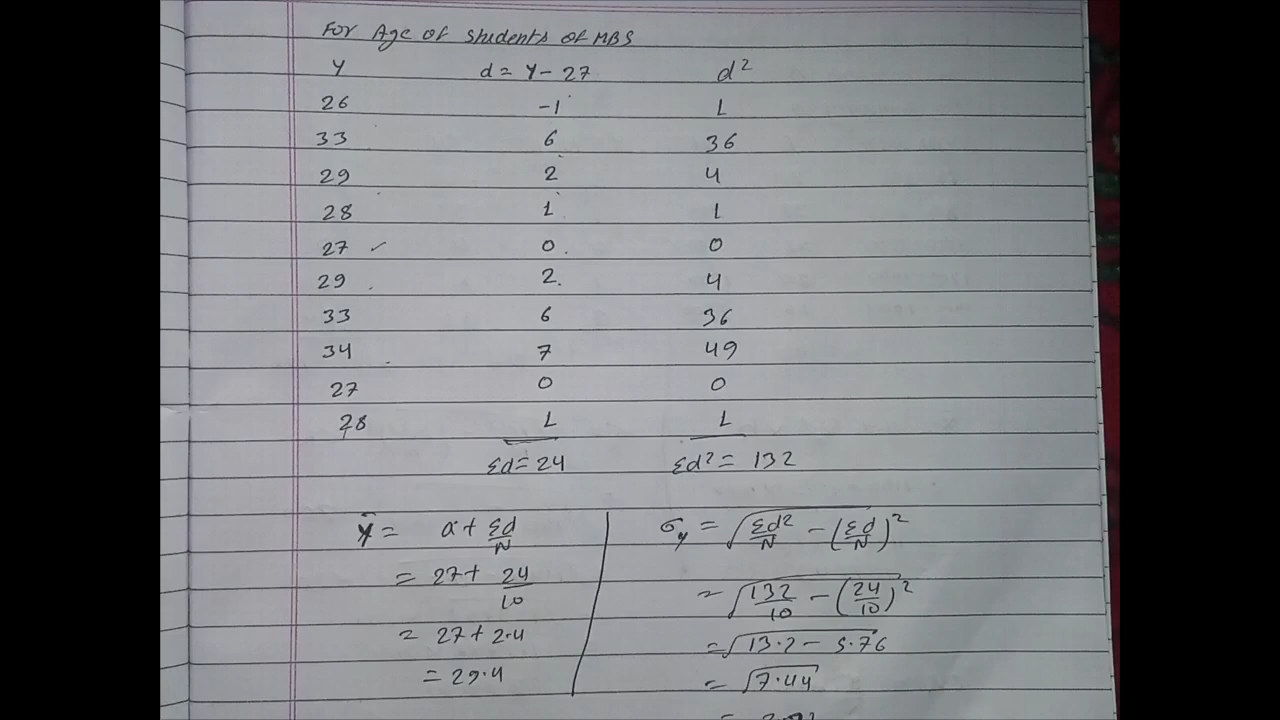 For Age of students of MBS
Y d = Y - 27 d²
26 -1 1
33 6 36
29 2 4
28 1 1
27 ✓ 0 0
29 2 4
33 6 36
34 7 49
27 0 0
28 1 1
Σd = 24 Σd² = 132
Ȳ = a + Σd/N σy = √(Σd²/N - (Σd/N)²)
= 27 + 24/10 = √(132/10 - (24/10)²)
= 27 + 2.4 = √(13.2 - 5.76)
= 29.4 = √7.44
=